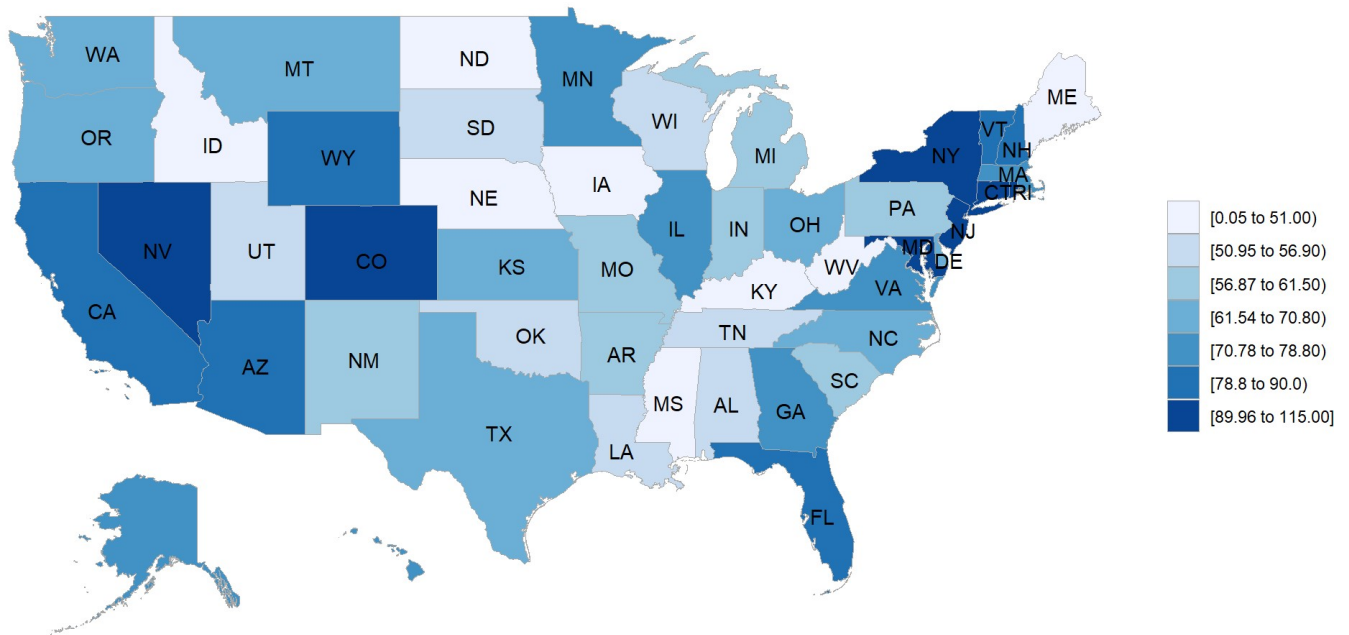 WA
MT
ND
MN
ME
OR
ID
SD
WI
VT
NH
WY
MI
NY
MA
NE
IA
CTRI
NV
UT
CO
IL
IN
OH
PA
NJ
KS
MO
WV
MD
DE
CA
KY
VA
AZ
NM
OK
AR
TN
NC
SC
TX
MS
AL
GA
LA
FL
[0.05 to 51.00)
[50.95 to 56.90)
[56.87 to 61.50)
[61.54 to 70.80)
[70.78 to 78.80)
[78.8 to 90.0)
[89.96 to 115.00]